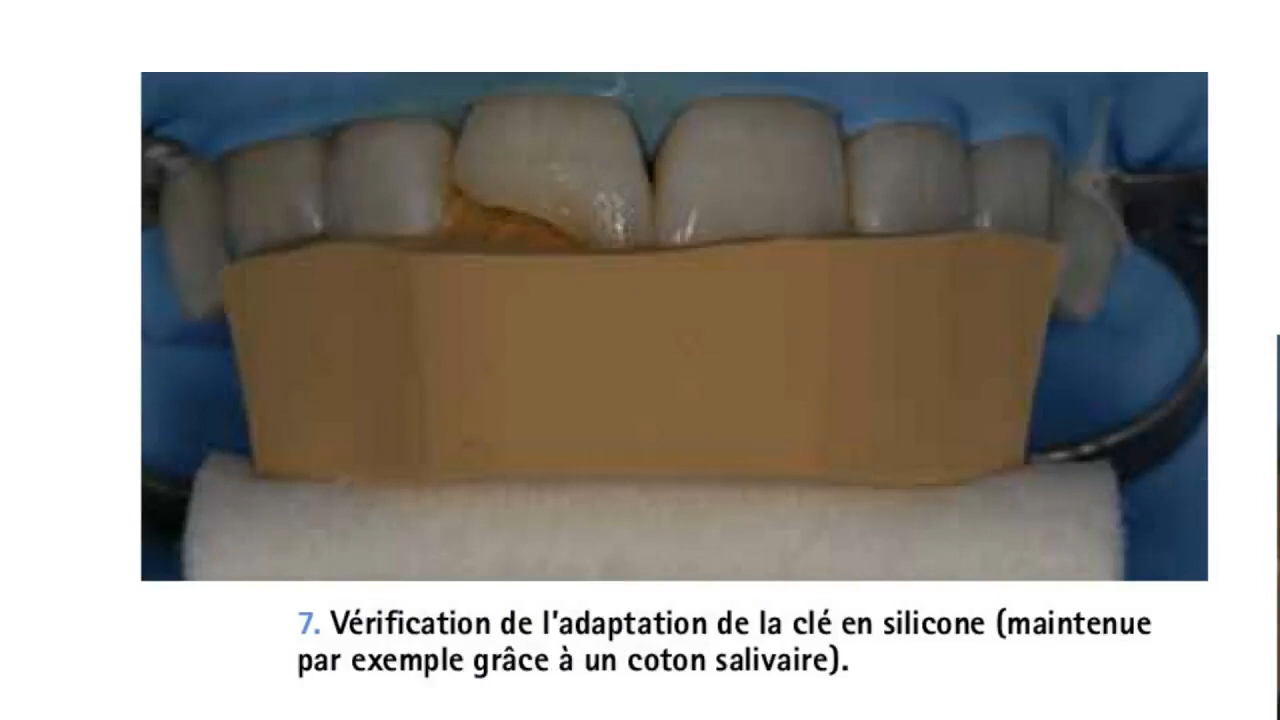 7. Vérification de l'adaptation de la clé en silicone (maintenue
par exemple grâce à un coton salivaire).